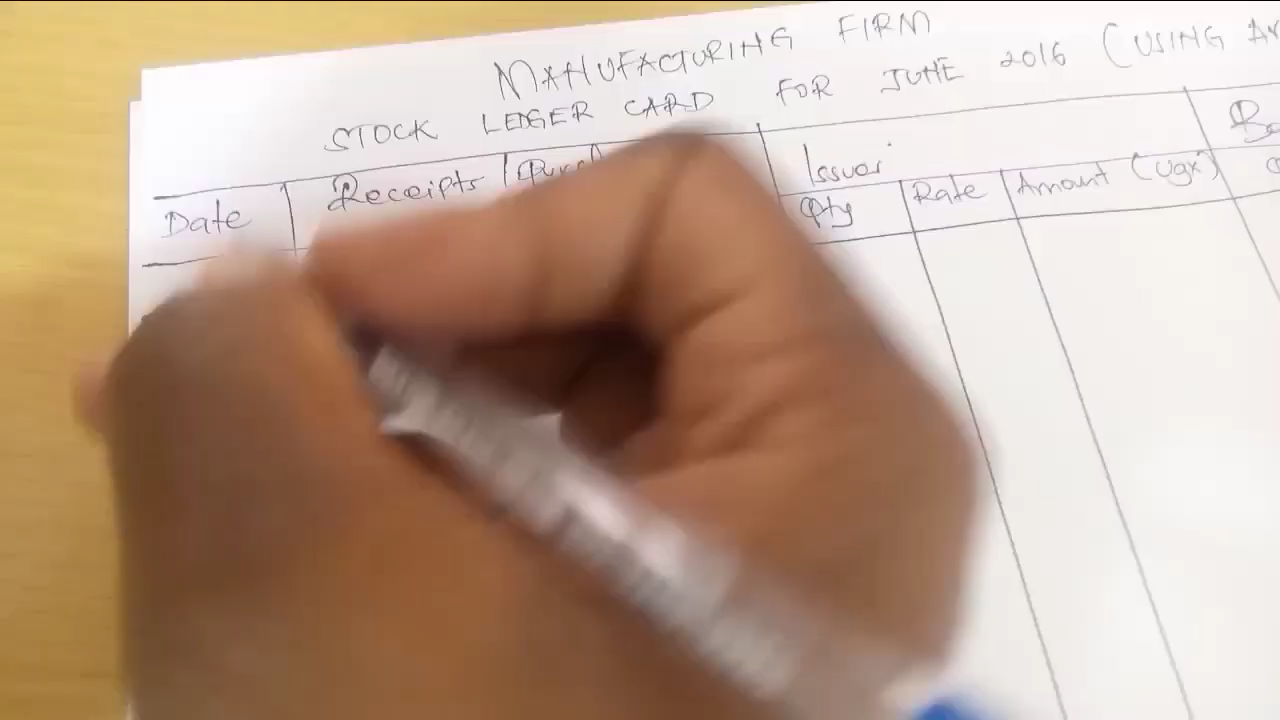 MANUFACTURING FIRM
STOCK LEDGER CARD FOR JUNE 2016 (USING
Date Receipts Issues
Qty Rate Amount (Ugx)